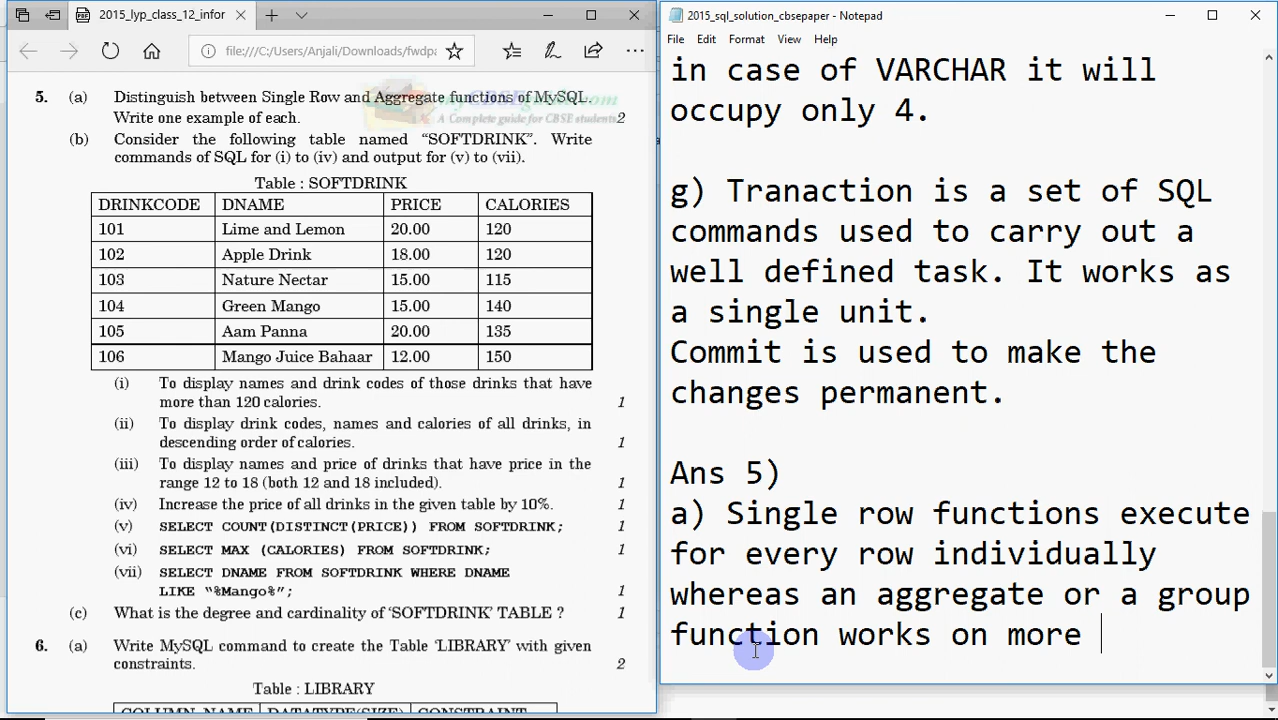 2015_lyp_class_12_infor
file:///C:/Users/Anjali/Downloads/fwdpa
5. (a) Distinguish between Single Row and Aggregate functions of MySQL.
Write one example of each. 2
(b) Consider the following table named “SOFTDRINK”. Write
commands of SQL for (i) to (iv) and output for (v) to (vii).
Table : SOFTDRINK
DRINKCODE DNAME PRICE CALORIES
101 Lime and Lemon 20.00 120
102 Apple Drink 18.00 120
103 Nature Nectar 15.00 115
104 Green Mango 15.00 140
105 Aam Panna 20.00 135
106 Mango Juice Bahaar 12.00 150
(i) To display names and drink codes of those drinks that have
more than 120 calories. 1
(ii) To display drink codes, names and calories of all drinks, in
descending order of calories. 1
(iii) To display names and price of drinks that have price in the
range 12 to 18 (both 12 and 18 included). 1
(iv) Increase the price of all drinks in the given table by 10%. 1
(v) SELECT COUNT(DISTINCT(PRICE)) FROM SOFTDRINK; 1
(vi) SELECT MAX (CALORIES) FROM SOFTDRINK; 1
(vii) SELECT DNAME FROM SOFTDRINK WHERE DNAME
LIKE “%Mango%”; 1
(c) What is the degree and cardinality of ‘SOFTDRINK’ TABLE ? 1
6. (a) Write MySQL command to create the Table ‘LIBRARY’ with given
constraints. 2
Table : LIBRARY
COLUMN_NAME DATATYPE(SIZE) CONSTRAINT
A Complete guide for CBSE students
2015_sql_solution_cbsepaper - Notepad
File Edit Format View Help
in case of VARCHAR it will
occupy only 4.
g) Tranaction is a set of SQL
commands used to carry out a
well defined task. It works as
a single unit.
Commit is used to make the
changes permanent.
Ans 5)
a) Single row functions execute
for every row individually
whereas an aggregate or a group
function works on more